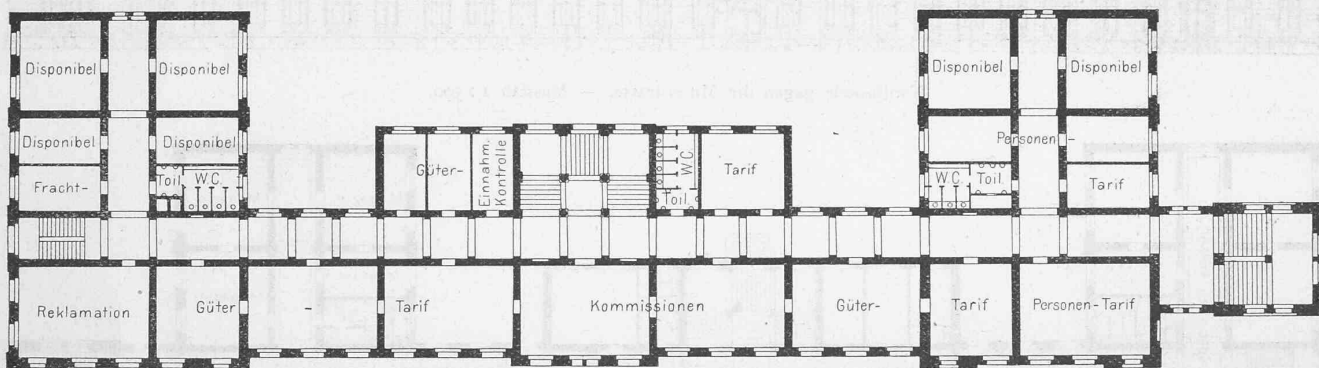 Disponibel Disponibel Disponibel Disponibel
Disponibel Disponibel Personen-
Güter- Einnahm. Kontrolle W.C. Toil. Tarif
Fracht- Toil. W.C. W.C. Toil. Tarif
Reklamation Güter - Tarif Kommissionen Güter- Tarif Personen-Tarif